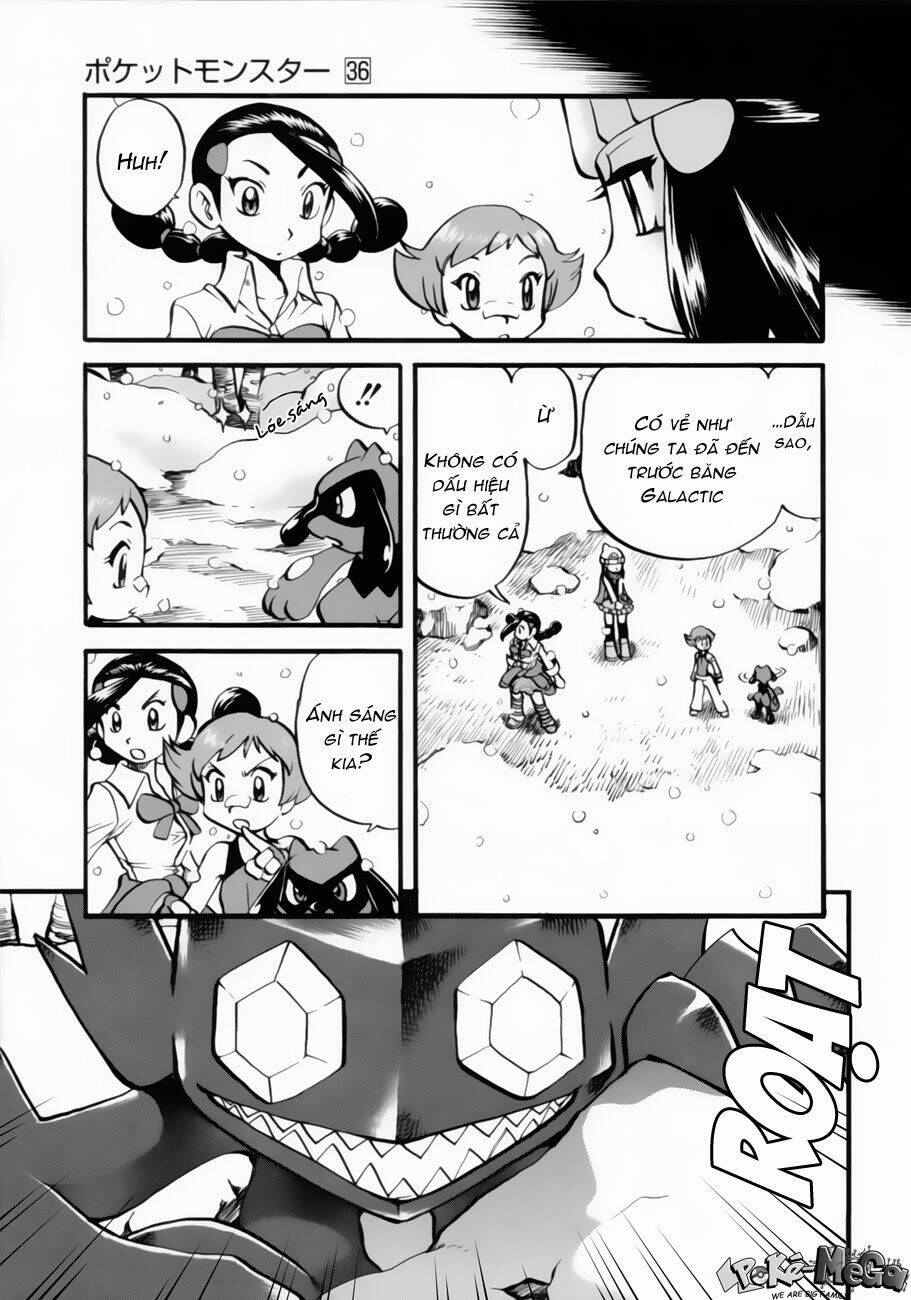 ポケットモンスター 36
HUH!
...DẪU
SAO,
CÓ VẺ NHƯ
CHÚNG TA ĐÃ ĐẾN
TRƯỚC BĂNG
GALACTIC
Ừ
KHÔNG CÓ
DẤU HIỆU
GÌ BẤT
THƯỜNG CẢ
!!
Lóe sáng
ÁNH SÁNG
GÌ THẾ
KIA?
ROẠT
POKÉ-MEGA
WE ARE BIG FAMILY